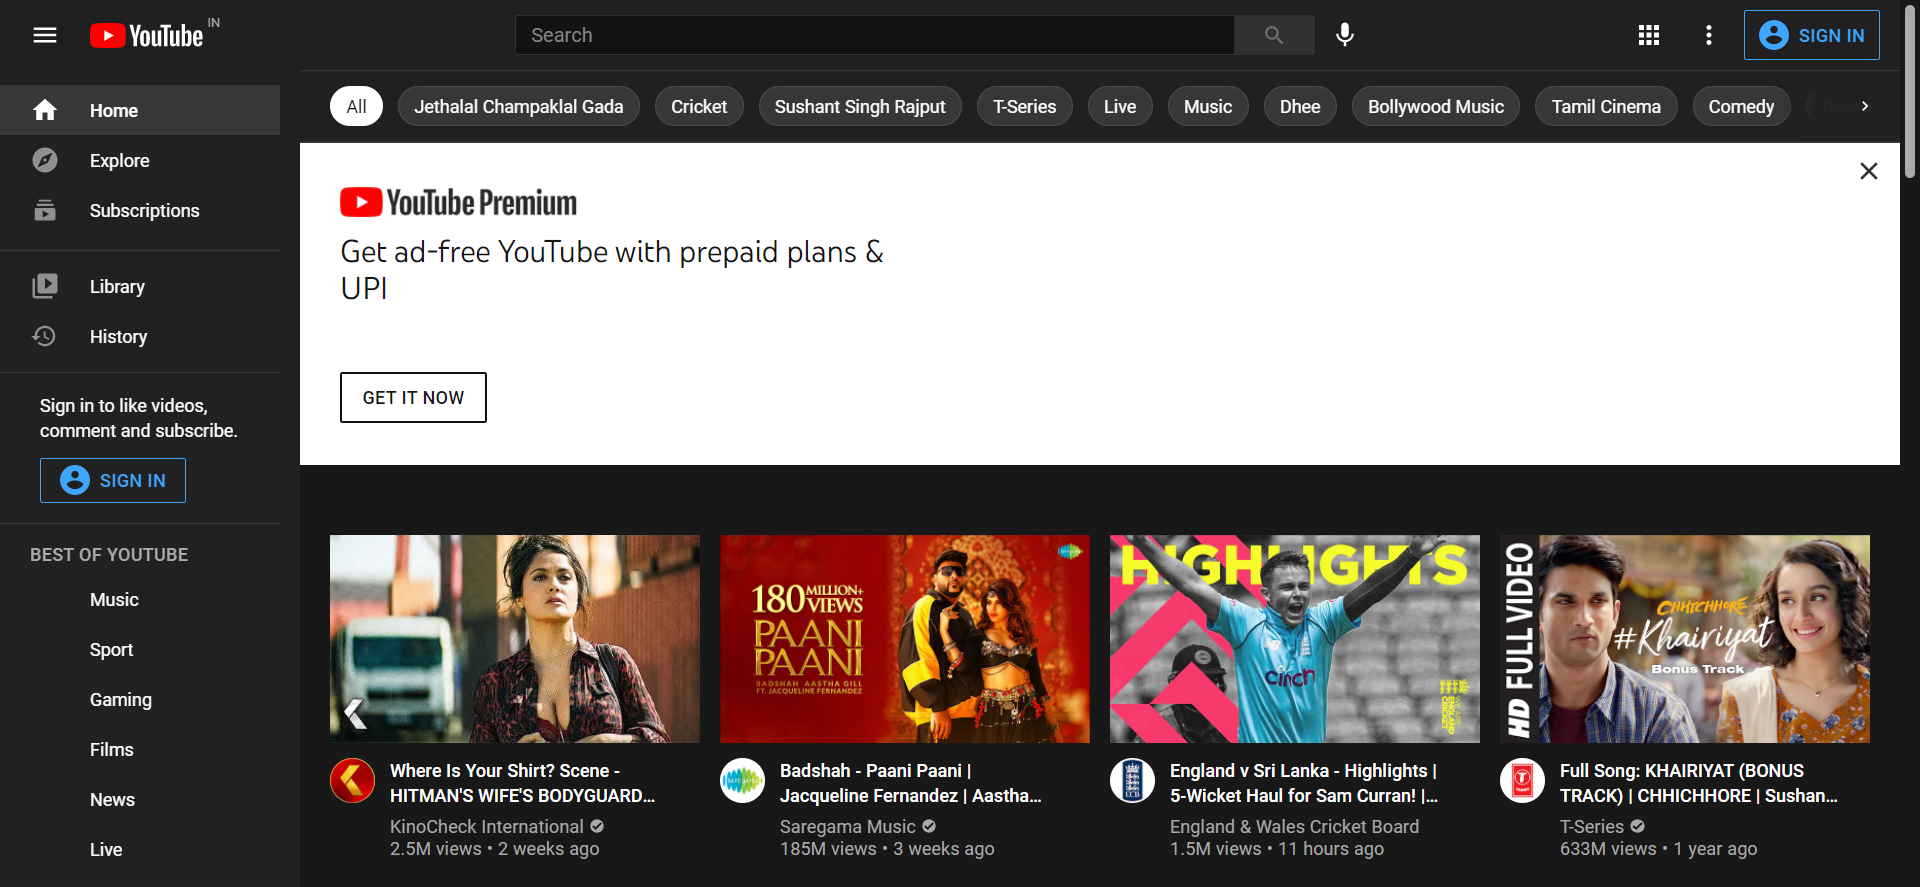 YouTube IN
Search
SIGN IN
Home
Explore
Subscriptions
Library
History
Sign in to like videos,
comment and subscribe.
SIGN IN
BEST OF YOUTUBE
Music
Sport
Gaming
Films
News
Live
All
Jethalal Champaklal Gada
Cricket
Sushant Singh Rajput
T-Series
Live
Music
Dhee
Bollywood Music
Tamil Cinema
Comedy
YouTube Premium
Get ad-free YouTube with prepaid plans &
UPI
GET IT NOW
Where Is Your Shirt? Scene -
HITMAN'S WIFE'S BODYGUARD...
KinoCheck International
2.5M views • 2 weeks ago
180 MILLION+
VIEWS
PAANI
PAANI
BADSHAH AASTHA GILL
FT. JACQUELINE FERNANDEZ
Badshah - Paani Paani |
Jacqueline Fernandez | Aastha...
Saregama Music
185M views • 3 weeks ago
HIGHLIGHTS
cinch
WE ARE
ENGLAND
CRICKET
ECB
England v Sri Lanka - Highlights |
5-Wicket Haul for Sam Curran! |...
England & Wales Cricket Board
1.5M views • 11 hours ago
HD FULL VIDEO
CHHICHHORE
#Khairiyat
Bonus Track
Full Song: KHAIRIYAT (BONUS
TRACK) | CHHICHHORE | Sushan...
T-Series
633M views • 1 year ago